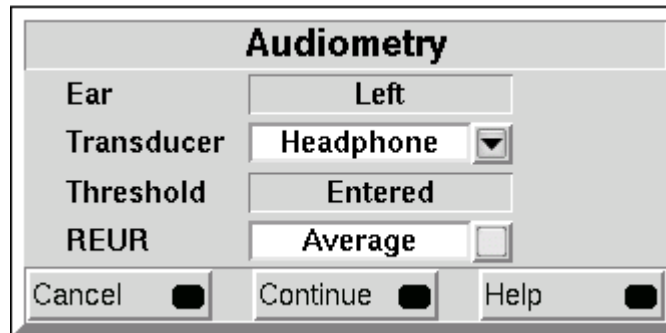 Audiometry
Ear Left
Transducer Headphone
Threshold Entered
REUR Average
Cancel Continue Help